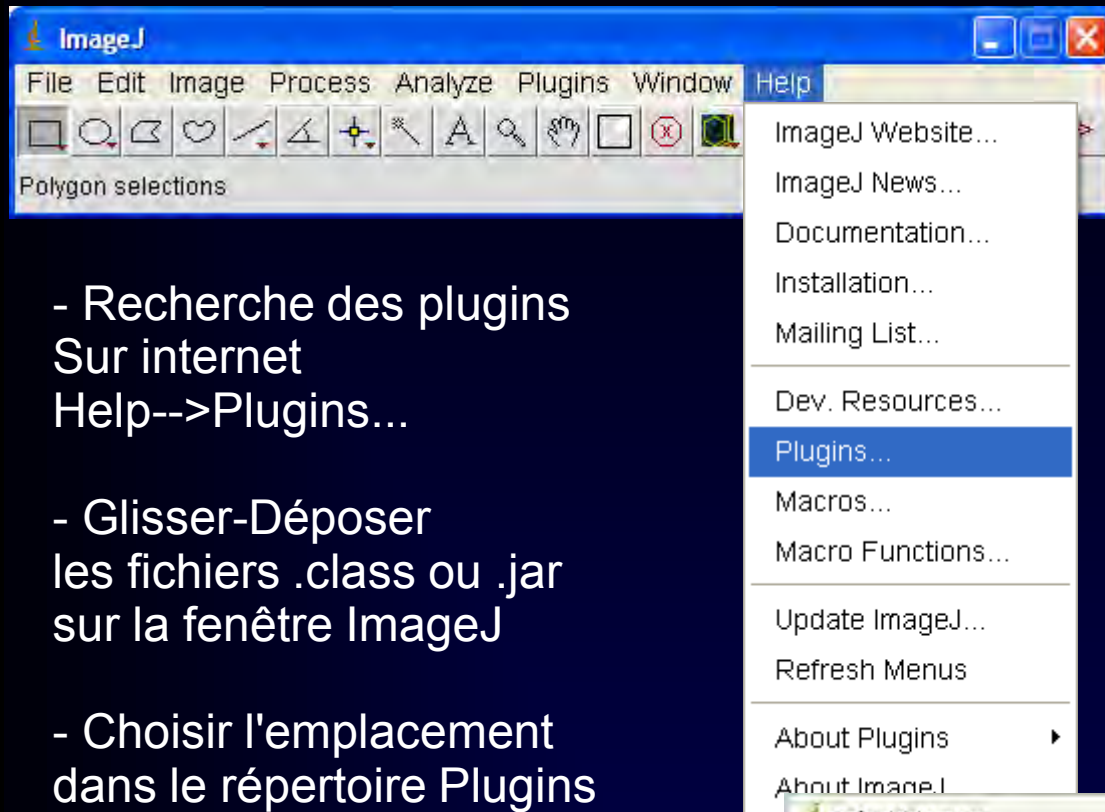 ImageJ
File Edit Image Process Analyze Plugins Window Help
Polygon selections
ImageJ Website...
ImageJ News...
Documentation...
Installation...
Mailing List...
Dev. Resources...
Plugins...
Macros...
Macro Functions...
Update ImageJ...
Refresh Menus
About Plugins
About ImageJ
- Recherche des plugins
Sur internet
Help-->Plugins...
- Glisser-Déposer
les fichiers .class ou .jar
sur la fenêtre ImageJ
- Choisir l'emplacement
dans le répertoire Plugins